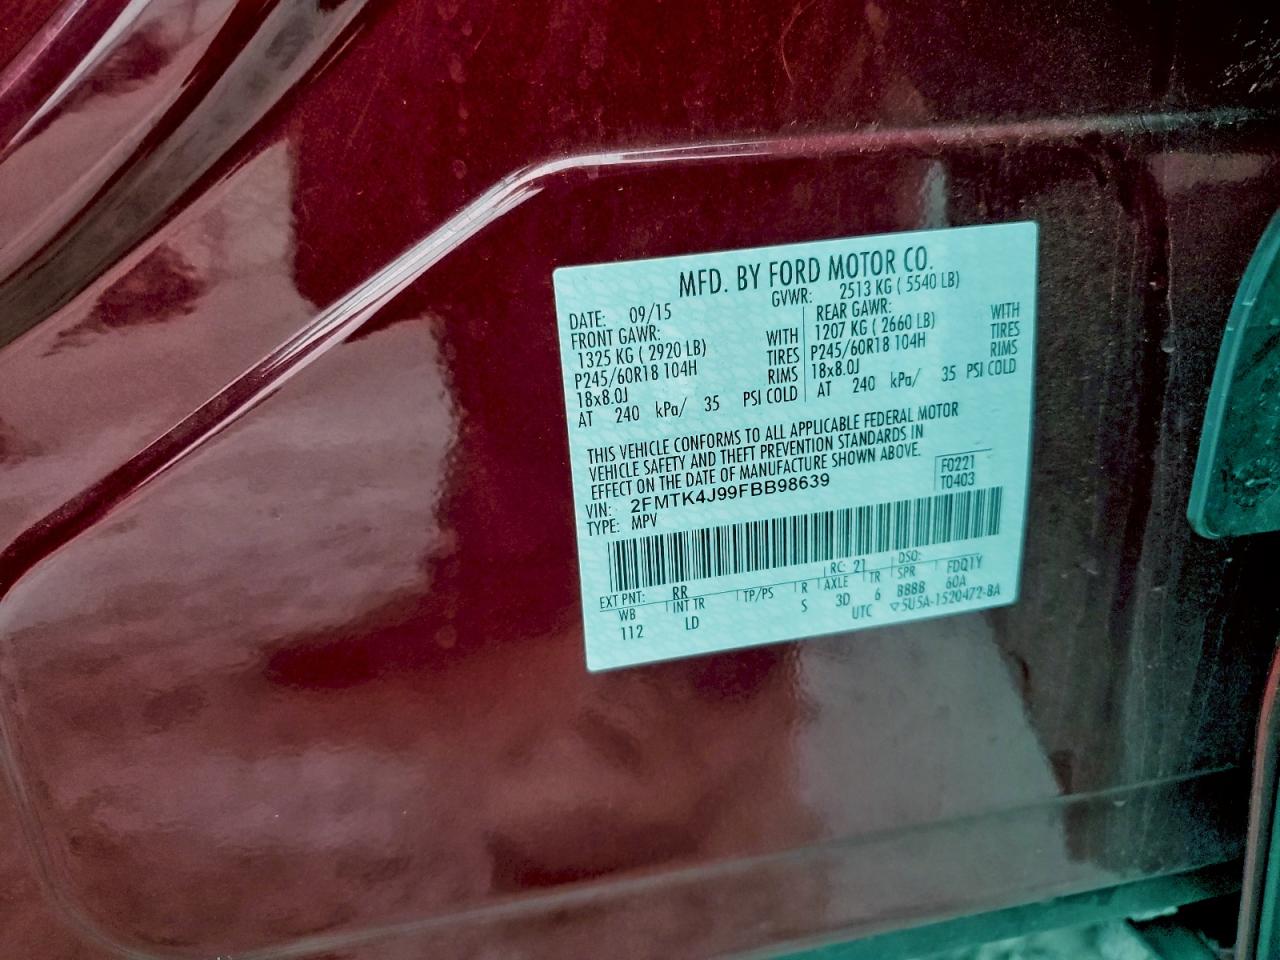 MFD. BY FORD MOTOR CO.
DATE: 09/15 GVWR: 2513 KG ( 5540 LB)
FRONT GAWR: REAR GAWR:
1325 KG ( 2920 LB) WITH 1207 KG ( 2660 LB) WITH
P245/60R18 104H TIRES P245/60R18 104H TIRES
18x8.0J RIMS 18x8.0J RIMS
AT 240 kPa/ 35 PSI COLD AT 240 kPa/ 35 PSI COLD
THIS VEHICLE CONFORMS TO ALL APPLICABLE FEDERAL MOTOR
VEHICLE SAFETY AND THEFT PREVENTION STANDARDS IN
EFFECT ON THE DATE OF MANUFACTURE SHOWN ABOVE.
VIN: 2FMTK4J99FBB98639 F0221
TYPE: MPV T0403
EXT PNT: RR RC: 21 DSO: FDQ1Y
WB INT TR TP/PS R AXLE TR SPR
112 LD S 3D 6 8888 60A
UTC ▽5U5A-1520472-BA